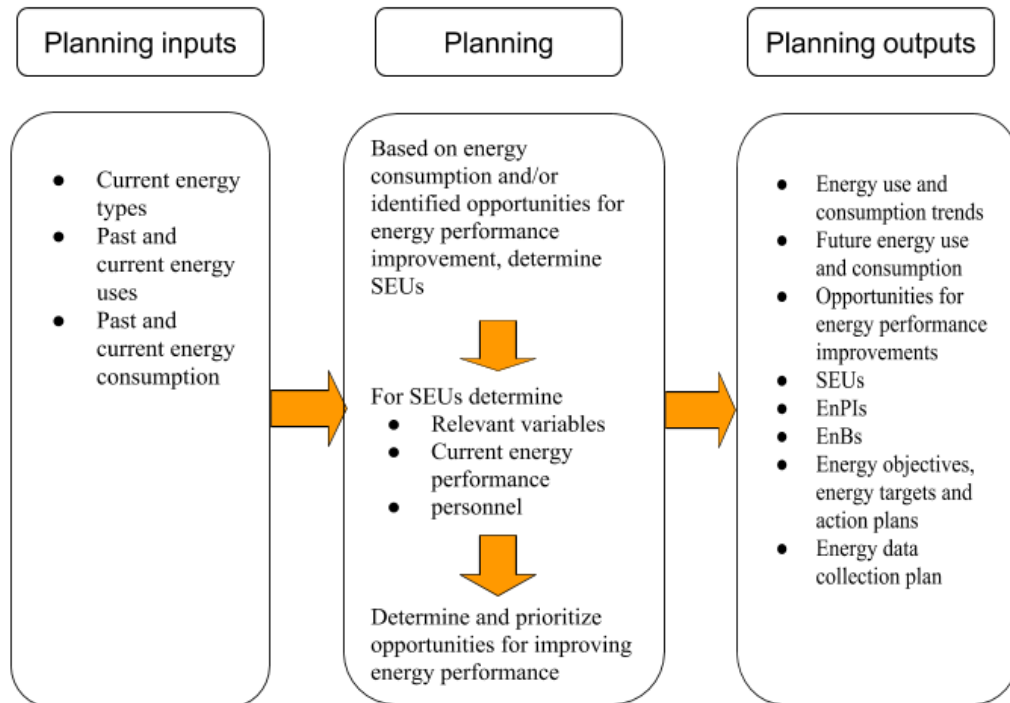 Planning inputs
Planning
Planning outputs
● Current energy
types
● Past and
current energy
uses
● Past and
current energy
consumption
Based on energy
consumption and/or
identified opportunities for
energy performance
improvement, determine
SEUs
For SEUs determine
● Relevant variables
● Current energy
performance
● personnel
Determine and prioritize
opportunities for improving
energy performance
● Energy use and
consumption trends
● Future energy use
and consumption
● Opportunities for
energy performance
improvements
● SEUs
● EnPIs
● EnBs
● Energy objectives,
energy targets and
action plans
● Energy data
collection plan